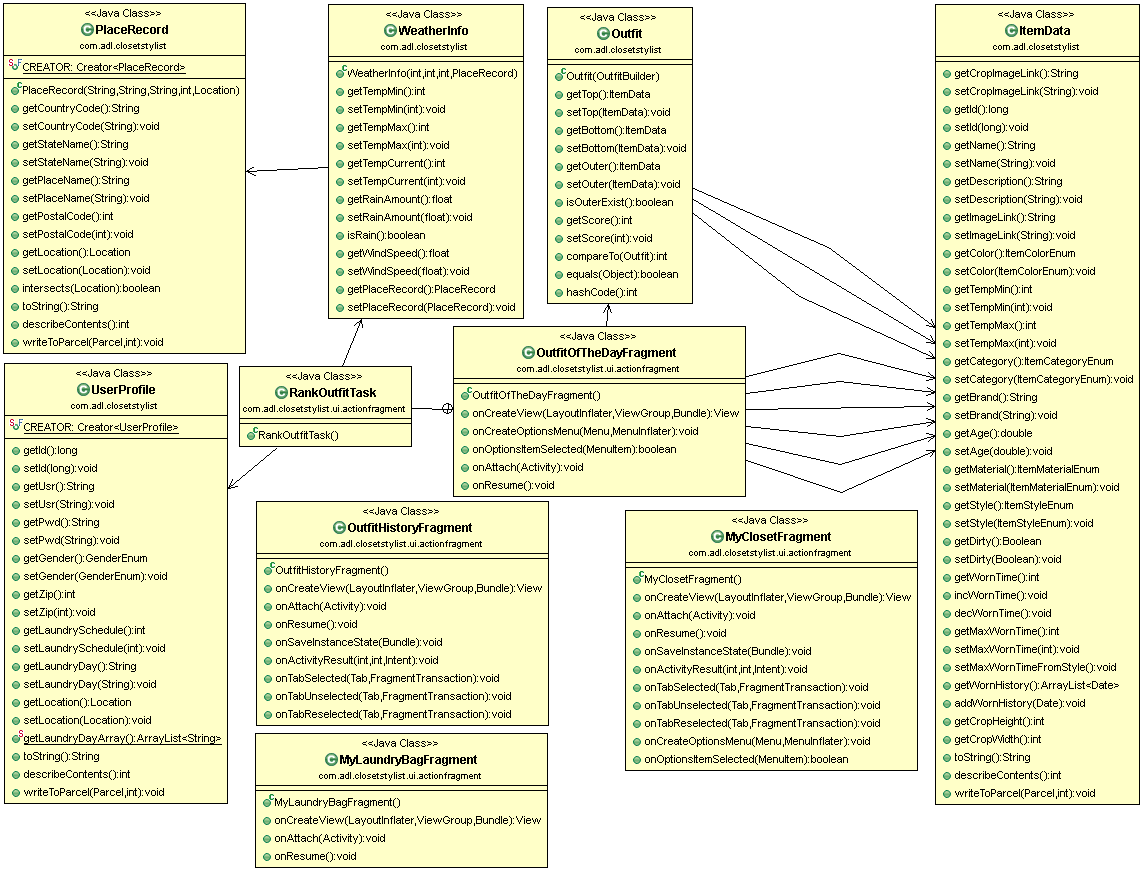 <<Java Class>>
PlaceRecord
com.adl.closetstylist
CREATOR: Creator<PlaceRecord>
PlaceRecord(String,String,String,int,Location)
getCountryCode():String
setCountryCode(String):void
getStateName():String
setStateName(String):void
getPlaceName():String
setPlaceName(String):void
getPostalCode():int
setPostalCode(int):void
getLocation():Location
setLocation(Location):void
intersects(Location):boolean
toString():String
describeContents():int
writeToParcel(Parcel,int):void
<<Java Class>>
WeatherInfo
com.adl.closetstylist
WeatherInfo(int,int,int,PlaceRecord)
getTempMin():int
setTempMin(int):void
getTempMax():int
setTempMax(int):void
getTempCurrent():int
setTempCurrent(int):void
getRainAmount():float
setRainAmount(float):void
isRain():boolean
getWindSpeed():float
setWindSpeed(float):void
getPlaceRecord():PlaceRecord
setPlaceRecord(PlaceRecord):void
<<Java Class>>
Outfit
com.adl.closetstylist
Outfit(OutfitBuilder)
getTop():ItemData
setTop(ItemData):void
getBottom():ItemData
setBottom(ItemData):void
getOuter():ItemData
setOuter(ItemData):void
isOuterExist():boolean
getScore():int
setScore(int):void
compareTo(Outfit):int
equals(Object):boolean
hashCode():int
<<Java Class>>
ItemData
com.adl.closetstylist
getCropImageLink():String
setCropImageLink(String):void
getId():long
setId(long):void
getName():String
setName(String):void
getDescription():String
setDescription(String):void
getImageLink():String
setImageLink(String):void
getColor():ItemColorEnum
setColor(ItemColorEnum):void
getTempMin():int
setTempMin(int):void
getTempMax():int
setTempMax(int):void
getCategory():ItemCategoryEnum
setCategory(ItemCategoryEnum):void
getBrand():String
setBrand(String):void
getAge():double
setAge(double):void
getMaterial():ItemMaterialEnum
setMaterial(ItemMaterialEnum):void
getStyle():ItemStyleEnum
setStyle(ItemStyleEnum):void
getDirty():Boolean
setDirty(Boolean):void
getWornTime():int
incWornTime():void
decWornTime():void
getMaxWornTime():int
setMaxWornTime(int):void
setMaxWornTimeFromStyle():void
getWornHistory():ArrayList<Date>
addWornHistory(Date):void
getCropHeight():int
getCropWidth():int
toString():String
describeContents():int
writeToParcel(Parcel,int):void
<<Java Class>>
UserProfile
com.adl.closetstylist
CREATOR: Creator<UserProfile>
getId():long
setId(long):void
getUsr():String
setUsr(String):void
getPwd():String
setPwd(String):void
getGender():GenderEnum
setGender(GenderEnum):void
getZip():int
setZip(int):void
getLaundrySchedule():int
setLaundrySchedule(int):void
getLaundryDay():String
setLaundryDay(String):void
getLocation():Location
setLocation(Location):void
getLaundryDayArray():ArrayList<String>
toString():String
describeContents():int
writeToParcel(Parcel,int):void
<<Java Class>>
RankOutfitTask
com.adl.closetstylist.ui.actionfragment
RankOutfitTask()
<<Java Class>>
OutfitOfTheDayFragment
com.adl.closetstylist.ui.actionfragment
OutfitOfTheDayFragment()
onCreateView(LayoutInflater,ViewGroup,Bundle):View
onCreateOptionsMenu(Menu,MenuInflater):void
onOptionsItemSelected(MenuItem):boolean
onAttach(Activity):void
onResume():void
<<Java Class>>
OutfitHistoryFragment
com.adl.closetstylist.ui.actionfragment
OutfitHistoryFragment()
onCreateView(LayoutInflater,ViewGroup,Bundle):View
onAttach(Activity):void
onResume():void
onSaveInstanceState(Bundle):void
onActivityResult(int,int,Intent):void
onTabSelected(Tab,FragmentTransaction):void
onTabUnselected(Tab,FragmentTransaction):void
onTabReselected(Tab,FragmentTransaction):void
<<Java Class>>
MyClosetFragment
com.adl.closetstylist.ui.actionfragment
MyClosetFragment()
onCreateView(LayoutInflater,ViewGroup,Bundle):View
onAttach(Activity):void
onResume():void
onSaveInstanceState(Bundle):void
onActivityResult(int,int,Intent):void
onTabSelected(Tab,FragmentTransaction):void
onTabUnselected(Tab,FragmentTransaction):void
onTabReselected(Tab,FragmentTransaction):void
onCreateOptionsMenu(Menu,MenuInflater):void
onOptionsItemSelected(MenuItem):boolean
<<Java Class>>
MyLaundryBagFragment
com.adl.closetstylist.ui.actionfragment
MyLaundryBagFragment()
onCreateView(LayoutInflater,ViewGroup,Bundle):View
onAttach(Activity):void
onResume():void